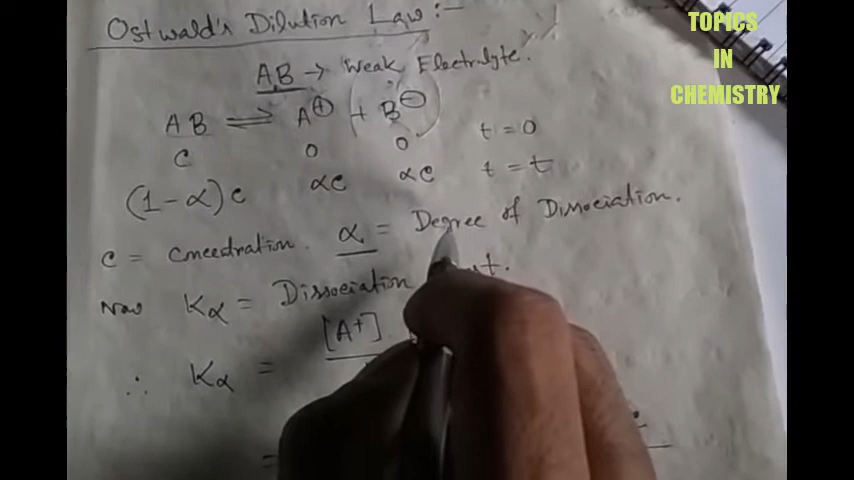 Ostwald's Dilution Law :-
TOPICS
IN
CHEMISTRY
AB → Weak Electrolyte.
AB ⇌ A⊕ + B⊖
C 0 0 t = 0
(1-α)c αc αc t = t
c = concentration. α = Degree of Dissociation.
Now Kα = Dissociation
∴ Kα = [A+]
=